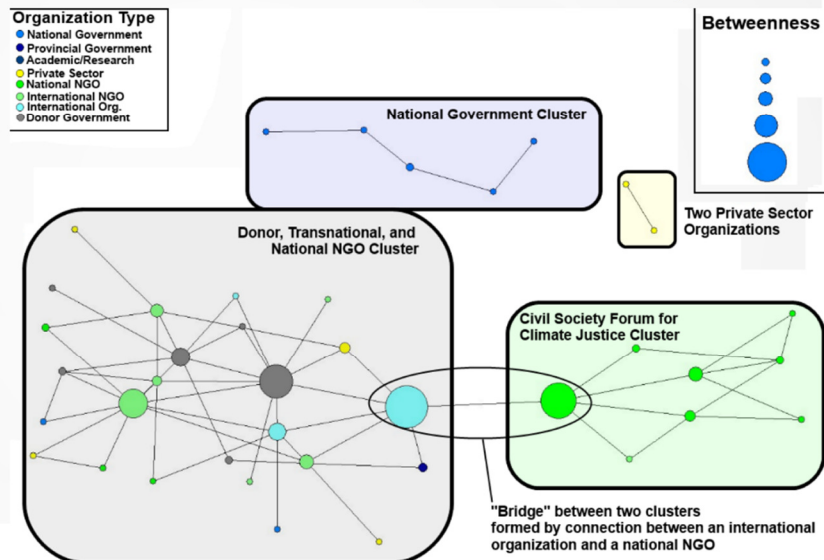 Organization Type
National Government
Provincial Government
Academic/Research
Private Sector
National NGO
International NGO
International Org.
Donor Government
Betweenness
National Government Cluster
Two Private Sector
Organizations
Donor, Transnational, and
National NGO Cluster
Civil Society Forum for
Climate Justice Cluster
"Bridge" between two clusters
formed by connection between an international
organization and a national NGO